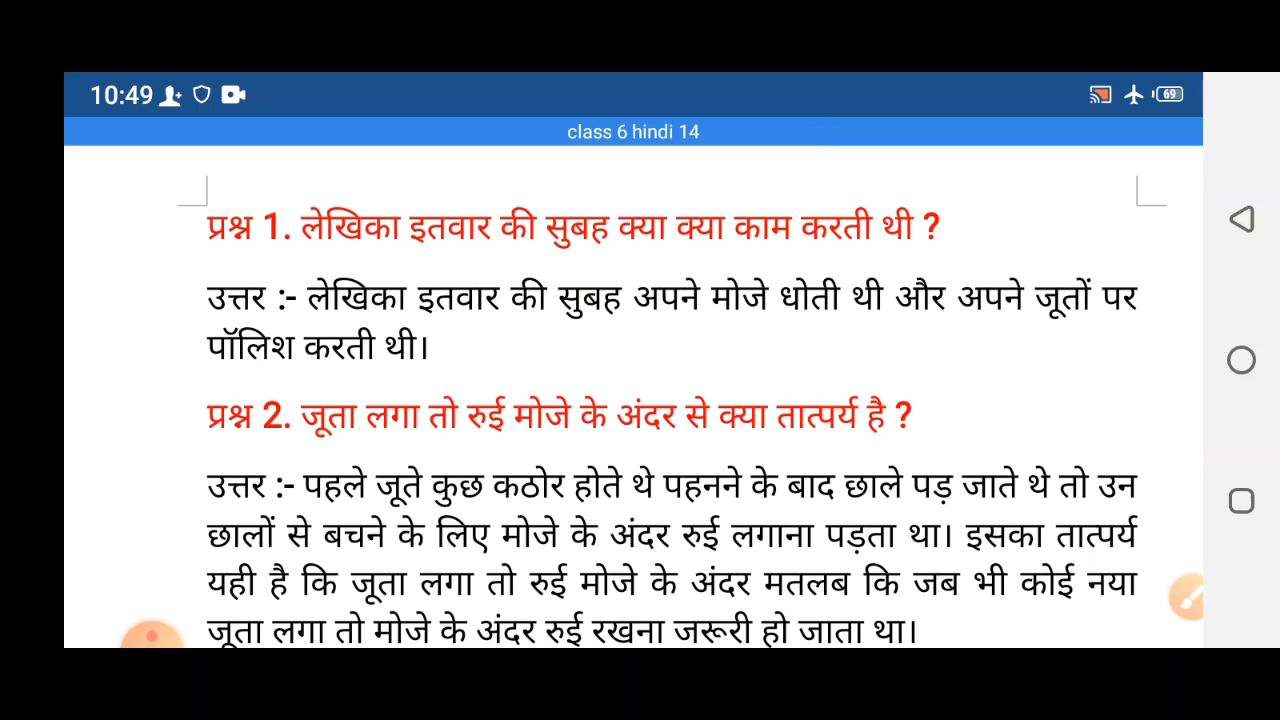 10:49
69
class 6 hindi 14
प्रश्न 1. लेखिका इतवार की सुबह क्या क्या काम करती थी ?
उत्तर :- लेखिका इतवार की सुबह अपने मोजे धोती थी और अपने जूतों पर
पॉलिश करती थी।
प्रश्न 2. जूता लगा तो रुई मोजे के अंदर से क्या तात्पर्य है ?
उत्तर :- पहले जूते कुछ कठोर होते थे पहनने के बाद छाले पड़ जाते थे तो उन
छालों से बचने के लिए मोजे के अंदर रुई लगाना पड़ता था। इसका तात्पर्य
यही है कि जूता लगा तो रुई मोजे के अंदर मतलब कि जब भी कोई नया
जूता लगा तो मोजे के अंदर रुई रखना जरूरी हो जाता था।